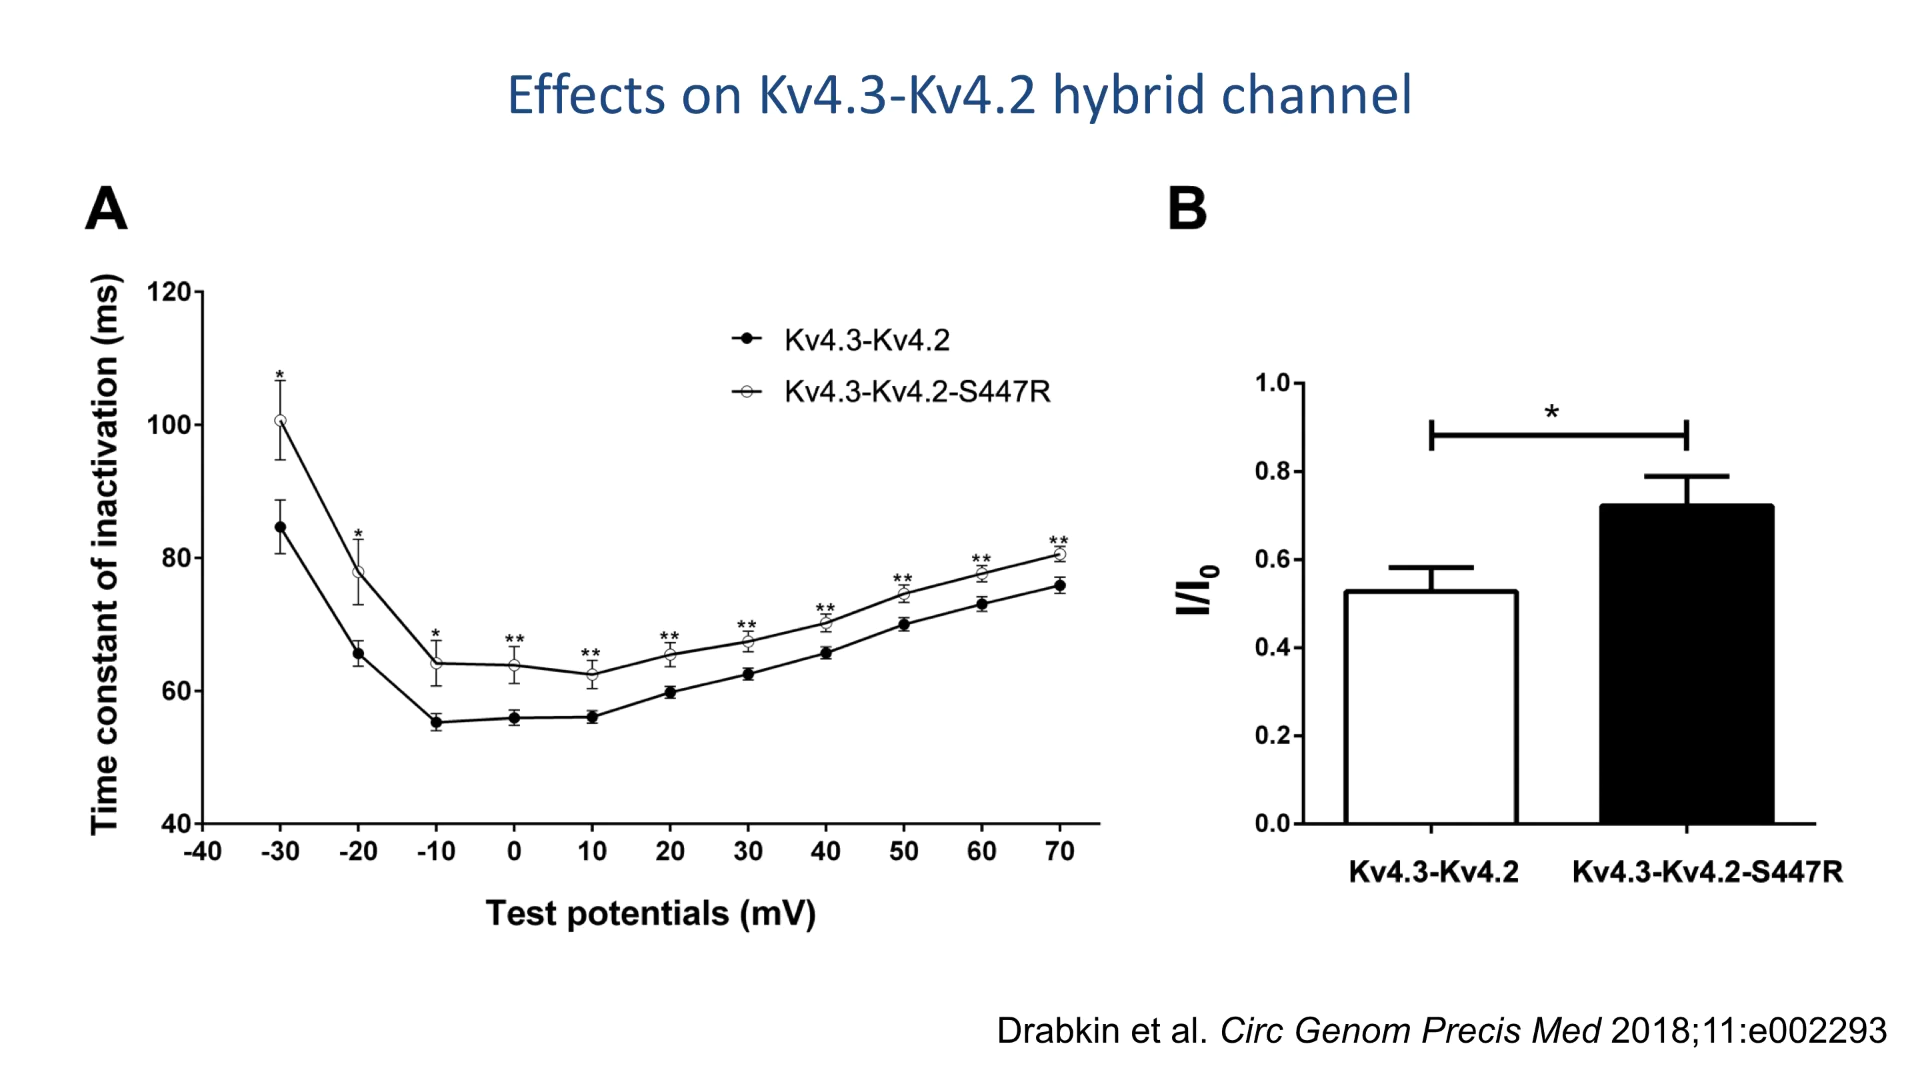 Effects on Kv4.3-Kv4.2 hybrid channel
A
Time constant of inactivation (ms)
120
100
80
60
40
-40 -30 -20 -10 0 10 20 30 40 50 60 70
Test potentials (mV)
Kv4.3-Kv4.2
Kv4.3-Kv4.2-S447R
* * * ** ** ** ** ** ** ** **
B
I/I0
1.0
0.8
0.6
0.4
0.2
0.0
*
Kv4.3-Kv4.2 Kv4.3-Kv4.2-S447R
Drabkin et al. Circ Genom Precis Med 2018;11:e002293